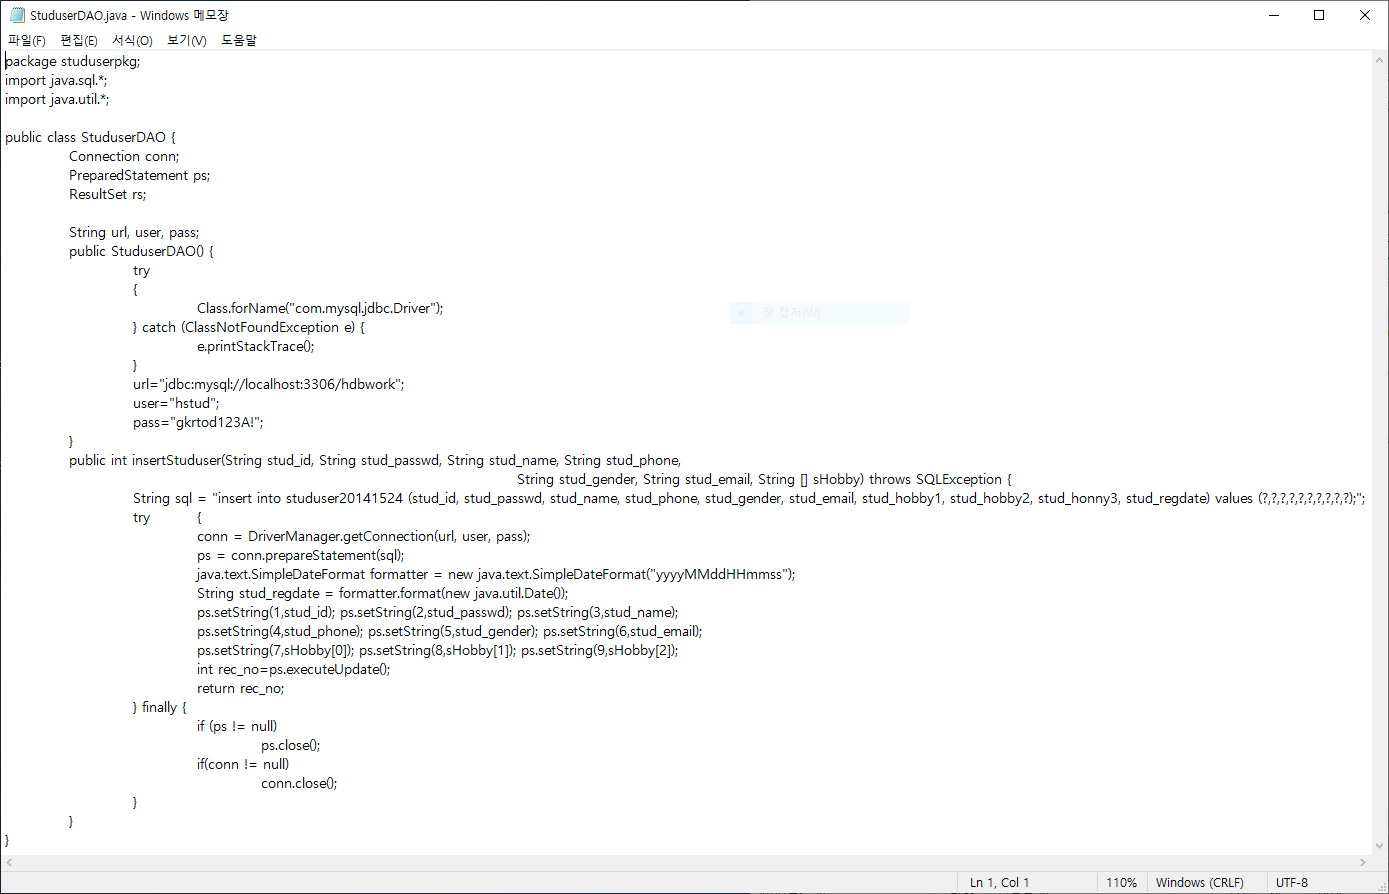 StuduserDAO.java - Windows 메모장
파일(F) 편집(E) 서식(O) 보기(V) 도움말
package studuserpkg;
import java.sql.*;
import java.util.*;
public class StuduserDAO {
Connection conn;
PreparedStatement ps;
ResultSet rs;
String url, user, pass;
public StuduserDAO() {
try
{
Class.forName("com.mysql.jdbc.Driver");
} catch (ClassNotFoundException e) {
e.printStackTrace();
}
url="jdbc:mysql://localhost:3306/hdbwork";
user="hstud";
pass="gkrtod123A!";
}
public int insertStuduser(String stud_id, String stud_passwd, String stud_name, String stud_phone,
String stud_gender, String stud_email, String [] sHobby) throws SQLException {
String sql = "insert into studuser20141524 (stud_id, stud_passwd, stud_name, stud_phone, stud_gender, stud_email, stud_hobby1, stud_hobby2, stud_honny3, stud_regdate) values (?,?,?,?,?,?,?,?,?,?);";
try {
conn = DriverManager.getConnection(url, user, pass);
ps = conn.prepareStatement(sql);
java.text.SimpleDateFormat formatter = new java.text.SimpleDateFormat("yyyyMMddHHmmss");
String stud_regdate = formatter.format(new java.util.Date());
ps.setString(1,stud_id); ps.setString(2,stud_passwd); ps.setString(3,stud_name);
ps.setString(4,stud_phone); ps.setString(5,stud_gender); ps.setString(6,stud_email);
ps.setString(7,sHobby[0]); ps.setString(8,sHobby[1]); ps.setString(9,sHobby[2]);
int rec_no=ps.executeUpdate();
return rec_no;
} finally {
if (ps != null)
ps.close();
if(conn != null)
conn.close();
}
}
}
창 캡처(W)
Ln 1, Col 1 110% Windows (CRLF) UTF-8